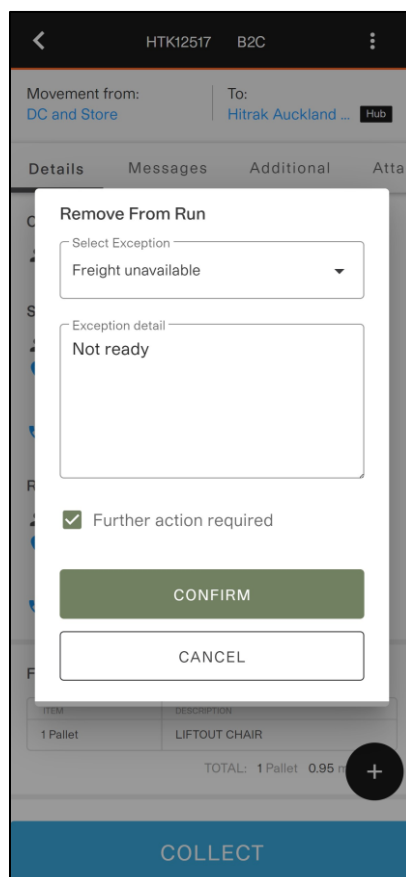 HTK12517 B2C
Movement from:
DC and Store
To:
Hitrak Auckland ... Hub
Details Messages Additional Atta
Remove From Run
Select Exception
Freight unavailable
Exception detail
Not ready
Further action required
CONFIRM
CANCEL
ITEM DESCRIPTION
1 Pallet LIFTOUT CHAIR
TOTAL: 1 Pallet 0.95
COLLECT